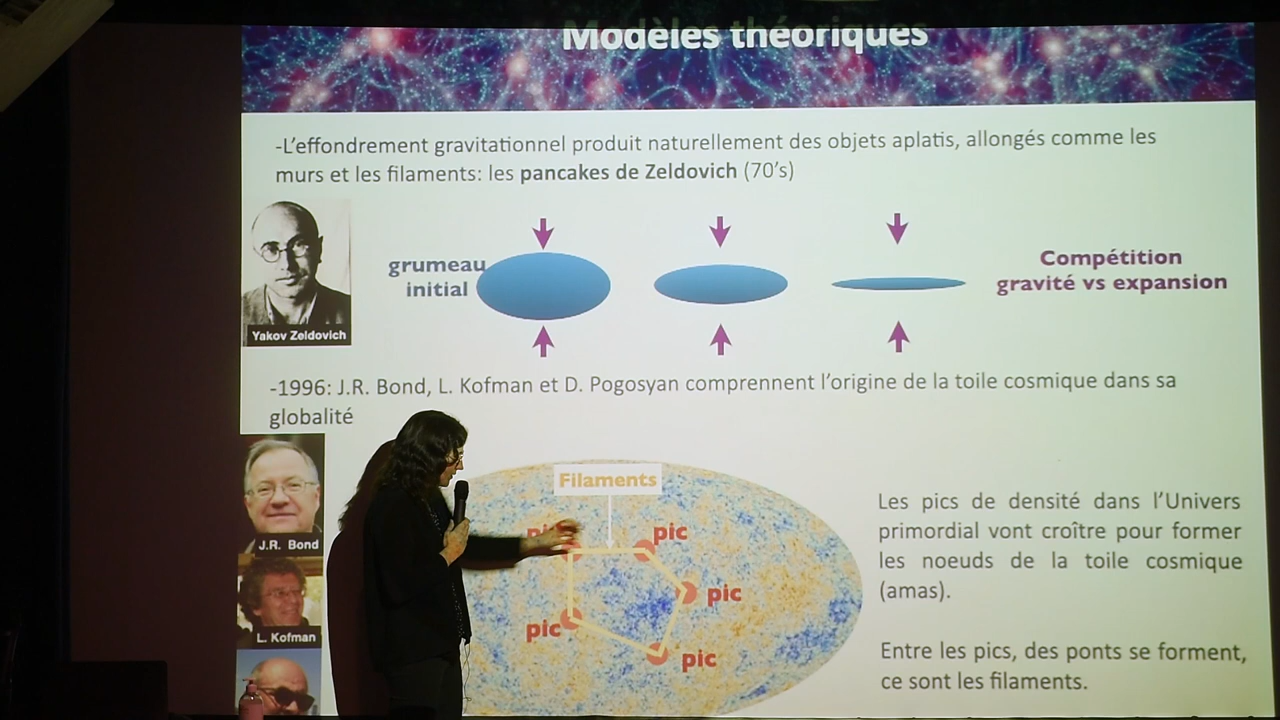 Modèles théoriques
-L’effondrement gravitationnel produit naturellement des objets aplatis, allongés comme les
murs et les filaments: les pancakes de Zeldovich (70’s)
grumeau
initial
Compétition
gravité vs expansion
Yakov Zeldovich
-1996: J.R. Bond, L. Kofman et D. Pogosyan comprennent l’origine de la toile cosmique dans sa
globalité
J.R. Bond
L. Kofman
Filaments
pic
pic
pic
pic
Les pics de densité dans l’Univers
primordial vont croître pour former
les noeuds de la toile cosmique
(amas).
Entre les pics, des ponts se forment,
ce sont les filaments.